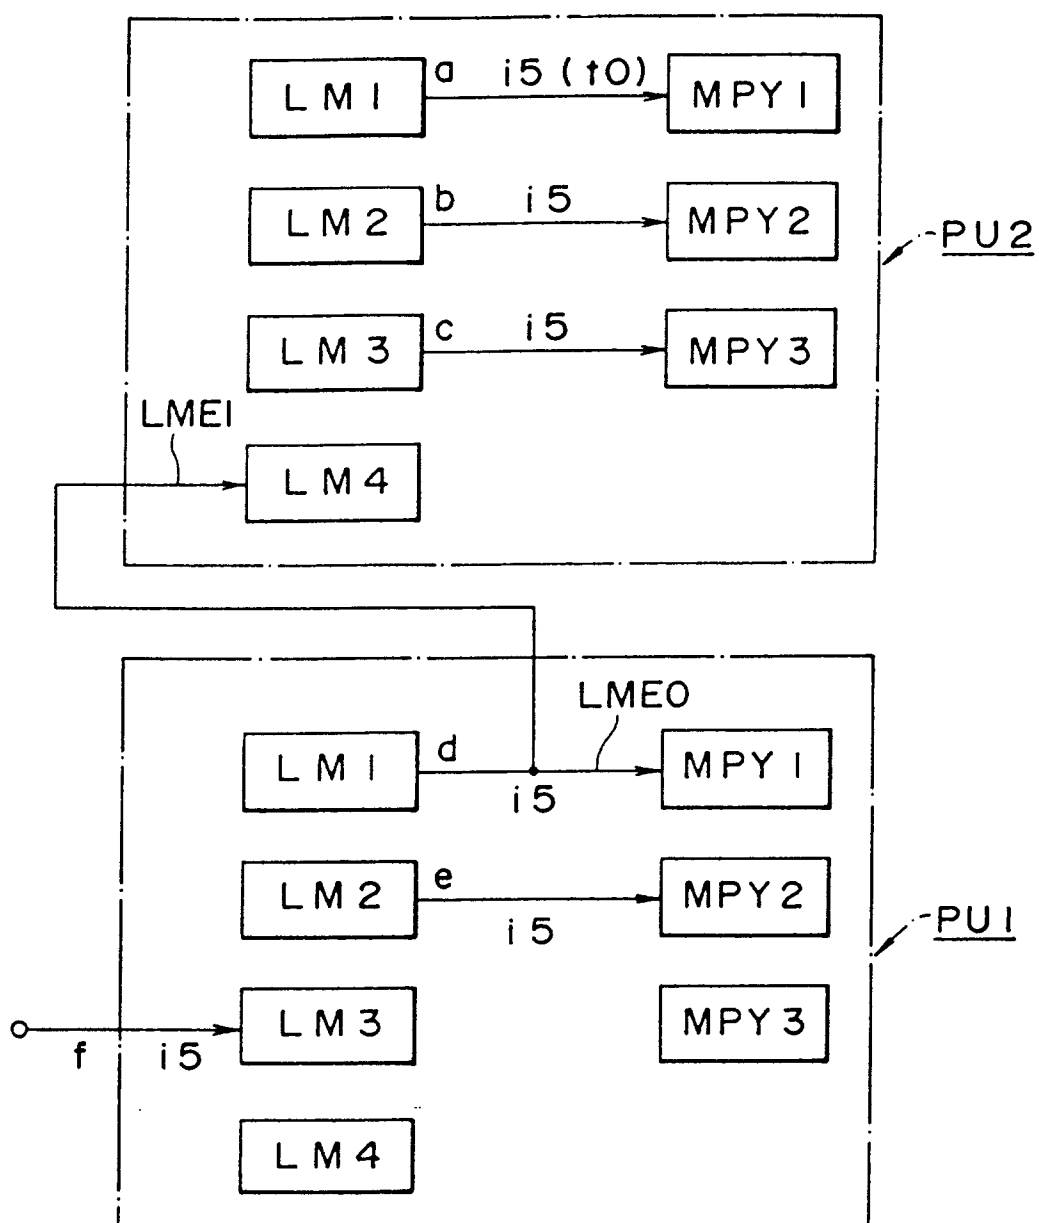 LM1 a i5 (t0) MPY1
LM2 b i5 MPY2
PU2
LM3 c i5 MPY3
LMEI
LM4
LMEO
LM1 d i5 MPY1
LM2 e i5 MPY2
PU1
f i5 LM3 MPY3
LM4